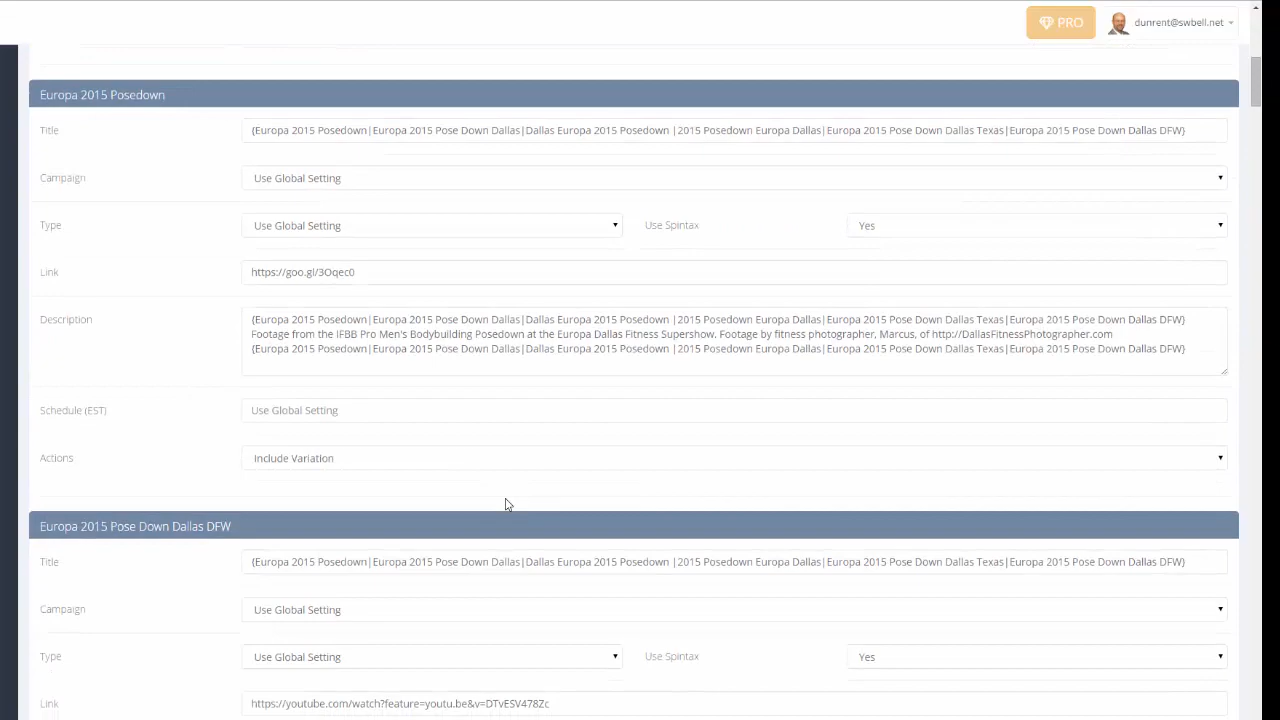 PRO
dunrent@swbell.net
Europa 2015 Posedown
Title
{Europa 2015 Posedown|Europa 2015 Pose Down Dallas|Dallas Europa 2015 Posedown |2015 Posedown Europa Dallas|Europa 2015 Pose Down Dallas Texas|Europa 2015 Pose Down Dallas DFW}
Campaign
Use Global Setting
Type
Use Global Setting
Use Spintax
Yes
Link
https://goo.gl/3Oqec0
Description
{Europa 2015 Posedown|Europa 2015 Pose Down Dallas|Dallas Europa 2015 Posedown |2015 Posedown Europa Dallas|Europa 2015 Pose Down Dallas Texas|Europa 2015 Pose Down Dallas DFW}
Footage from the IFBB Pro Men's Bodybuilding Posedown at the Europa Dallas Fitness Supershow. Footage by fitness photographer, Marcus, of http://DallasFitnessPhotographer.com
{Europa 2015 Posedown|Europa 2015 Pose Down Dallas|Dallas Europa 2015 Posedown |2015 Posedown Europa Dallas|Europa 2015 Pose Down Dallas Texas|Europa 2015 Pose Down Dallas DFW}
Schedule (EST)
Use Global Setting
Actions
Include Variation
Europa 2015 Pose Down Dallas DFW
Title
{Europa 2015 Posedown|Europa 2015 Pose Down Dallas|Dallas Europa 2015 Posedown |2015 Posedown Europa Dallas|Europa 2015 Pose Down Dallas Texas|Europa 2015 Pose Down Dallas DFW}
Campaign
Use Global Setting
Type
Use Global Setting
Use Spintax
Yes
Link
https://youtube.com/watch?feature=youtu.be&v=DTvESV478Zc